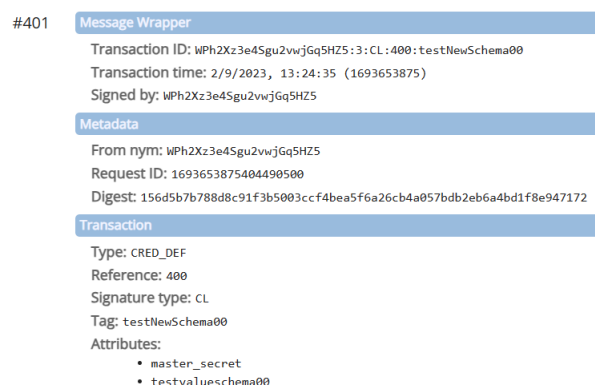 #401
Message Wrapper
Transaction ID: WPh2Xz3e4Sgu2vwjGq5HZ5:3:CL:400:testNewSchema00
Transaction time: 2/9/2023, 13:24:35 (1693653875)
Signed by: WPh2Xz3e4Sgu2vwjGq5HZ5
Metadata
From nym: WPh2Xz3e4Sgu2vwjGq5HZ5
Request ID: 1693653875404490500
Digest: 156d5b7b788d8c91f3b5003ccf4bea5f6a26cb4a057bdb2eb6a4bd1f8e947172
Transaction
Type: CRED_DEF
Reference: 400
Signature type: CL
Tag: testNewSchema00
Attributes:
• master_secret
• testvalueschema00